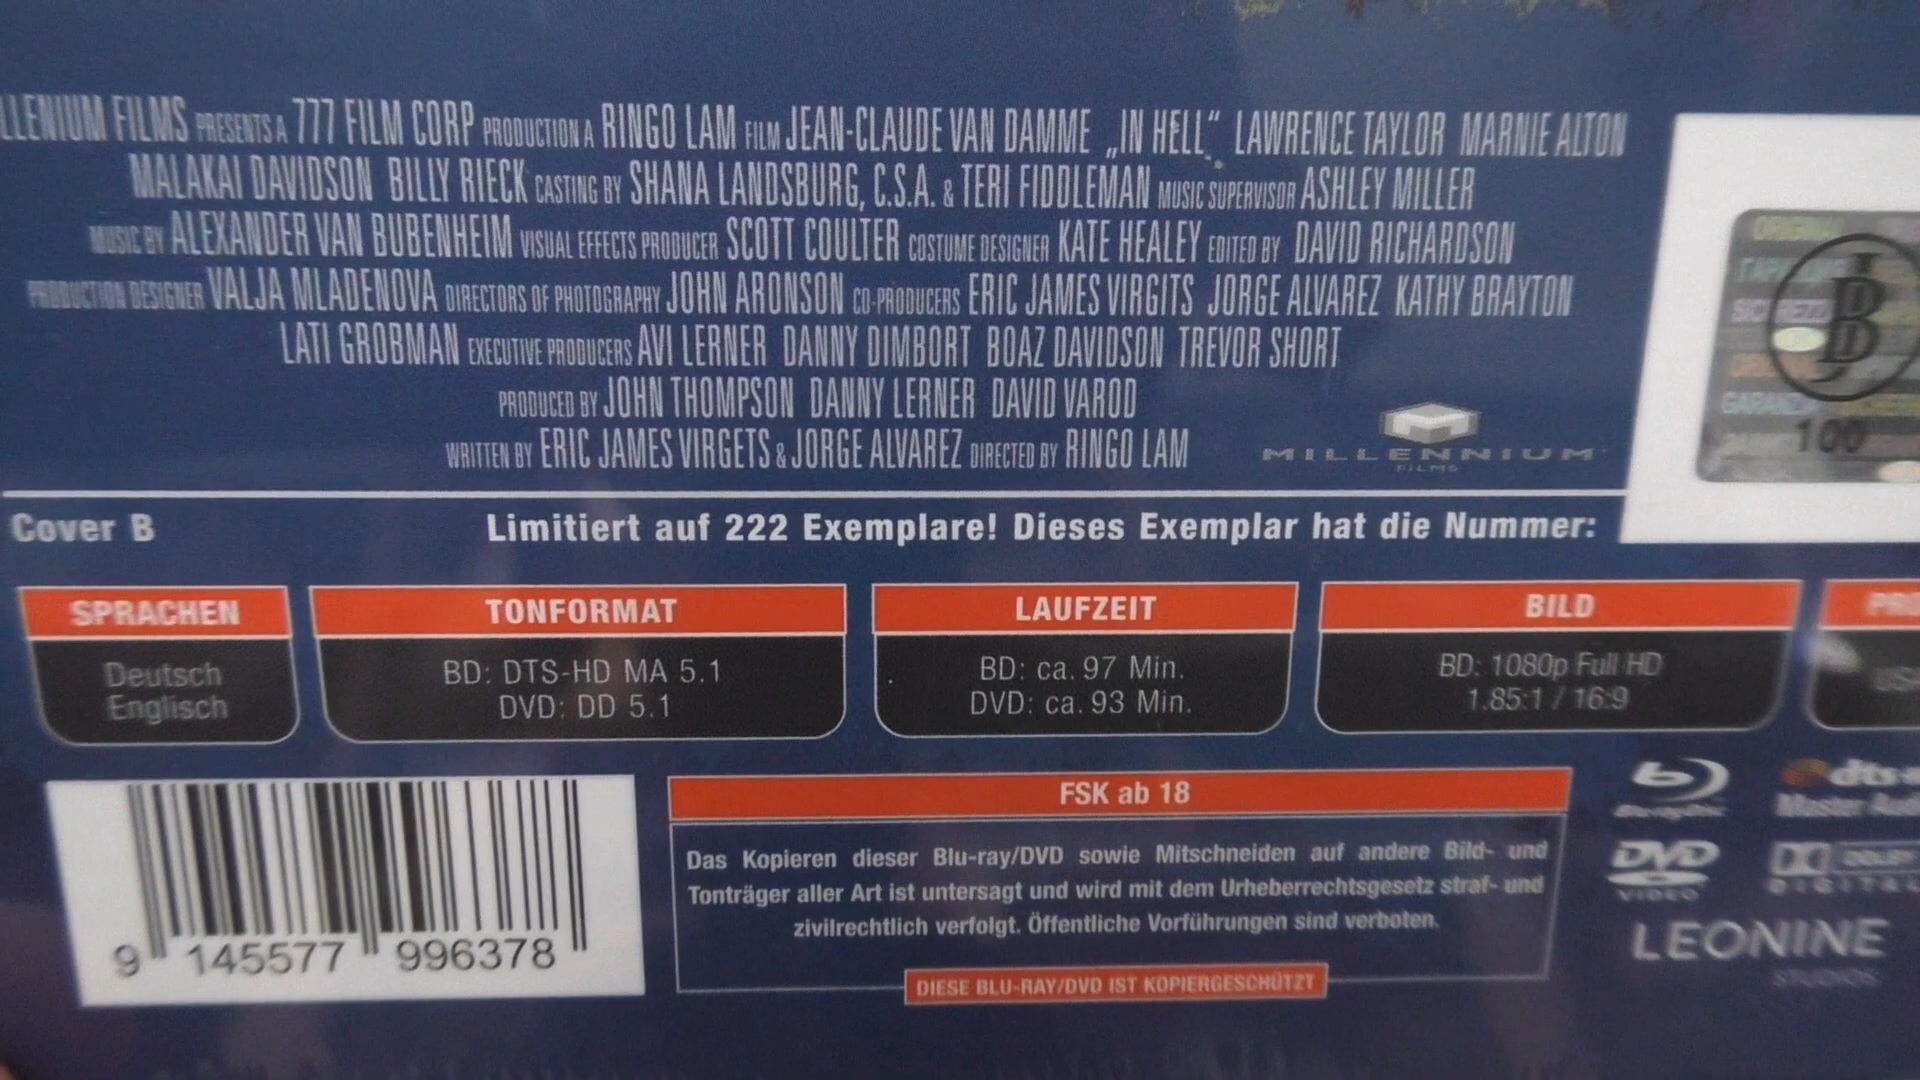 LLENIUM FILMS PRESENTS A 777 FILM CORP PRODUCTION A RINGO LAM FILM JEAN-CLAUDE VAN DAMME „IN HELL“ LAWRENCE TAYLOR MARNIE ALTON
MALAKAI DAVIDSON BILLY RIECK CASTING BY SHANA LANDSBURG, C.S.A. & TERI FIDDLEMAN MUSIC SUPERVISOR ASHLEY MILLER
MUSIC BY ALEXANDER VAN BUBENHEIM VISUAL EFFECTS PRODUCER SCOTT COULTER COSTUME DESIGNER KATE HEALEY EDITED BY DAVID RICHARDSON
PRODUCTION DESIGNER VALJA MLADENOVA DIRECTORS OF PHOTOGRAPHY JOHN ARONSON CO-PRODUCERS ERIC JAMES VIRGITS JORGE ALVAREZ KATHY BRAYTON
LATI GROBMAN EXECUTIVE PRODUCERS AVI LERNER DANNY DIMBORT BOAZ DAVIDSON TREVOR SHORT
PRODUCED BY JOHN THOMPSON DANNY LERNER DAVID VAROD
WRITTEN BY ERIC JAMES VIRGETS & JORGE ALVAREZ DIRECTED BY RINGO LAM
MILLENNIUM
FILMS
100
Cover B
Limitiert auf 222 Exemplare! Dieses Exemplar hat die Nummer:
SPRACHEN
Deutsch
Englisch
TONFORMAT
BD: DTS-HD MA 5.1
DVD: DD 5.1
LAUFZEIT
BD: ca. 97 Min.
DVD: ca. 93 Min.
BILD
BD: 1080p Full HD
1.85:1 / 16:9
PRO
9 145577 996378
FSK ab 18
Das Kopieren dieser Blu-ray/DVD sowie Mitschneiden auf andere Bild- und
Tonträger aller Art ist untersagt und wird mit dem Urheberrechtsgesetz straf- und
zivilrechtlich verfolgt. Öffentliche Vorführungen sind verboten.
DIESE BLU-RAY/DVD IST KOPIERGESCHÜTZT
Blu-ray Disc
dts
Master
DVD
VIDEO
DOLBY
DIGITAL
LEONINE
STUDIOS